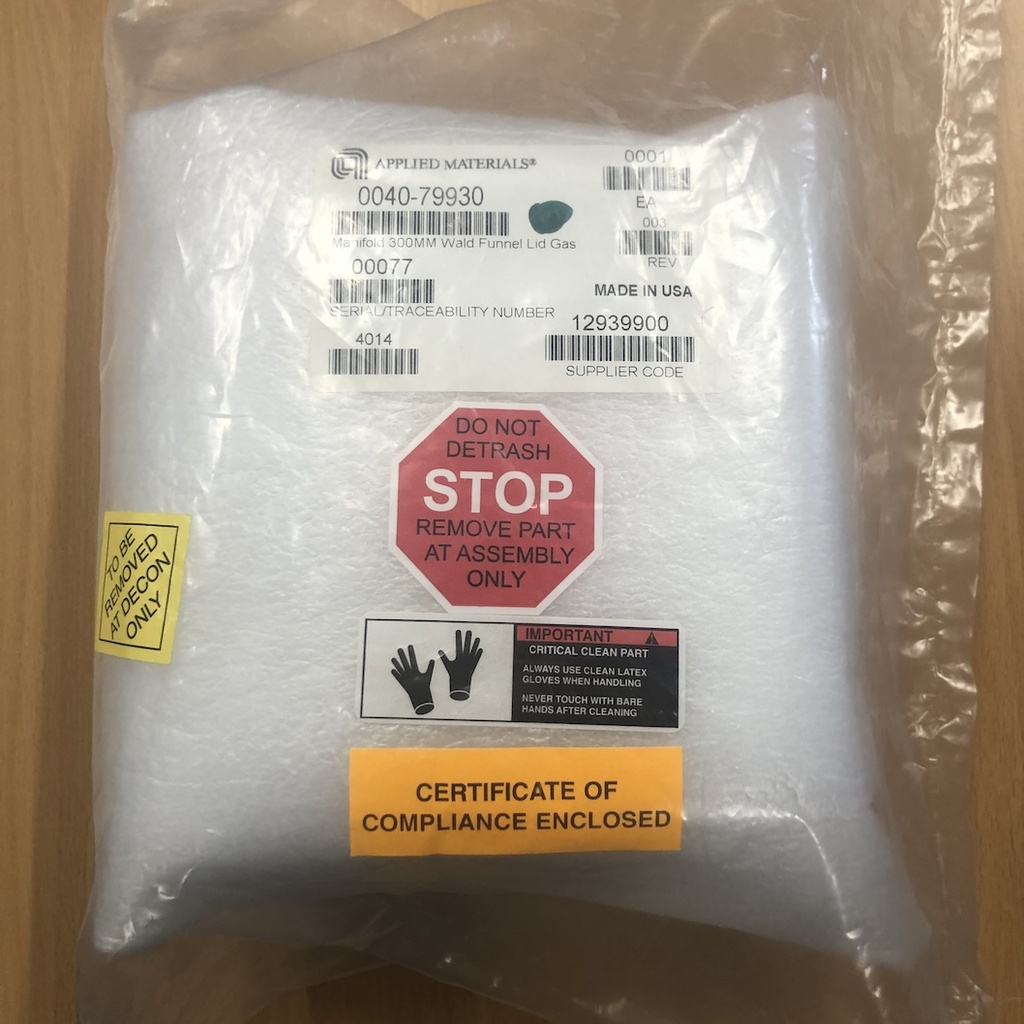 APPLIED MATERIALS®
0001
0040-79930
EA
Manifold 300MM Wald Funnel Lid Gas
003
REV
00077
MADE IN USA
SERIAL/TRACEABILITY NUMBER
12939900
4014
SUPPLIER CODE
DO NOT
DETRASH
STOP
REMOVE PART
AT ASSEMBLY
ONLY
TO BE
REMOVED
AT DECON
ONLY
IMPORTANT
CRITICAL CLEAN PART
ALWAYS USE CLEAN LATEX
GLOVES WHEN HANDLING
NEVER TOUCH WITH BARE
HANDS AFTER CLEANING
CERTIFICATE OF
COMPLIANCE ENCLOSED